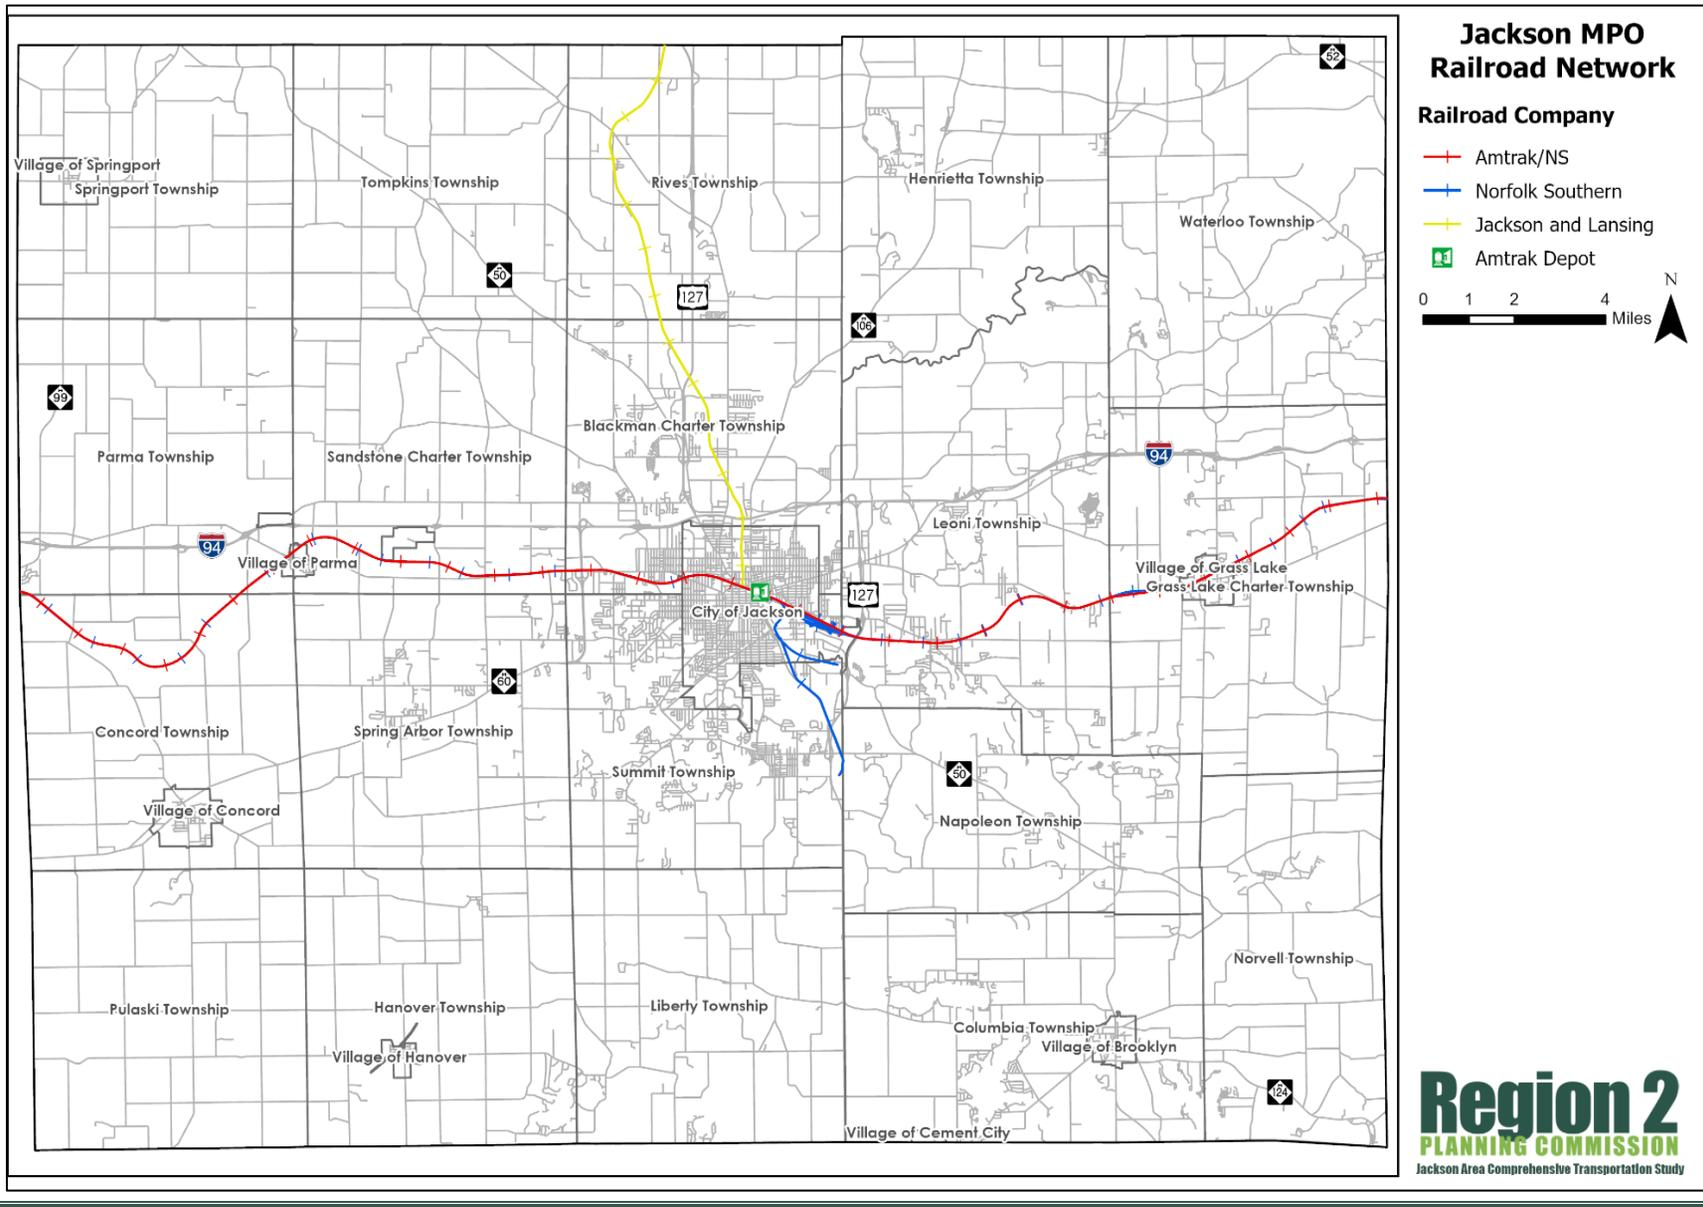 Jackson MPO
Railroad Network
Railroad Company
Amtrak/NS
Norfolk Southern
Jackson and Lansing
Amtrak Depot
0 1 2 4 Miles
N
52
Village of Springport
Springport Township
Tompkins Township
Rives Township
Henrietta Township
Waterloo Township
50
127
106
99
Blackman Charter Township
Parma Township
Sandstone Charter Township
94
Leoni Township
94
Village of Parma
Village of Grass Lake
Grass Lake Charter Township
127
City of Jackson
60
Concord Township
Spring Arbor Township
Summit Township
50
Village of Concord
Napoleon Township
Norvell Township
Pulaski Township
Hanover Township
Liberty Township
Columbia Township
Village of Brooklyn
Village of Hanover
124
Village of Cement City
Region 2
PLANNING COMMISSION
Jackson Area Comprehensive Transportation Study